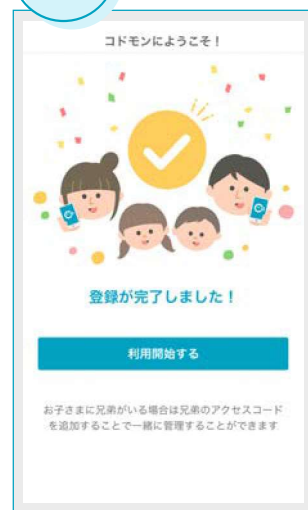 コドモンにようこそ！
登録が完了しました！
利用開始する
お子さまに兄弟がいる場合は兄弟のアクセスコード
を追加することで一緒に管理することができます